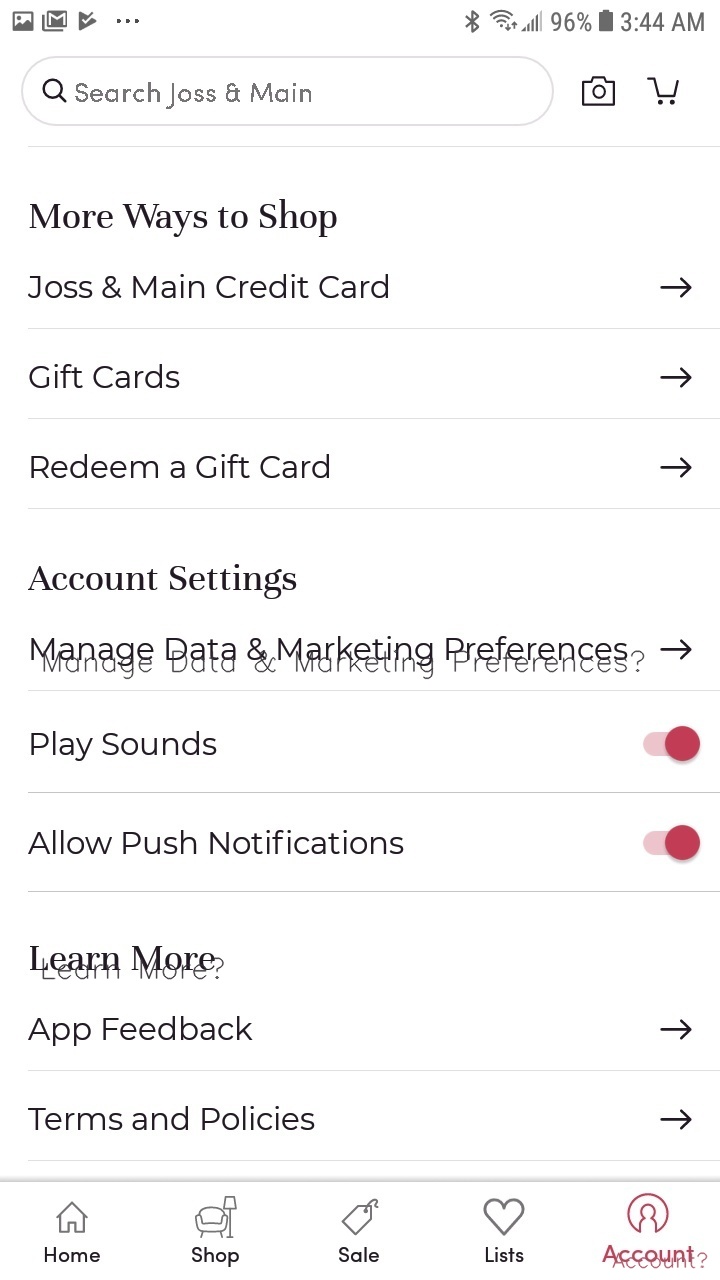 96% 3:44 AM
Search Joss & Main
More Ways to Shop
Joss & Main Credit Card
Gift Cards
Redeem a Gift Card
Account Settings
Manage Data & Marketing Preferences
Manage Data & Marketing Preferences?
Play Sounds
Allow Push Notifications
Learn More
Learn More?
App Feedback
Terms and Policies
Home Shop Sale Lists Account
Account?